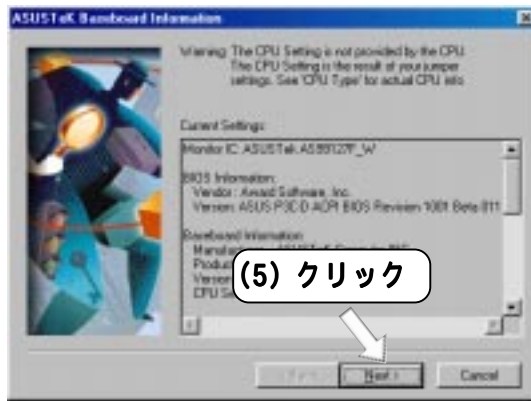 ASUSTeK Baseboard Information
Warning: The CPU Setting is not provided by the CPU.
The CPU Setting is the result of your jumper
settings. See 'CPU Type' for actual CPU info
Current Settings:
Monitor IC: ASUSTek AS99127F_W
BIOS Information:
Vendor : Award Software, Inc.
Version: ASUS P3C-D ACPI BIOS Revision 1001 Beta 011
Baseboard Information
(5) クリック
Next >
Cancel